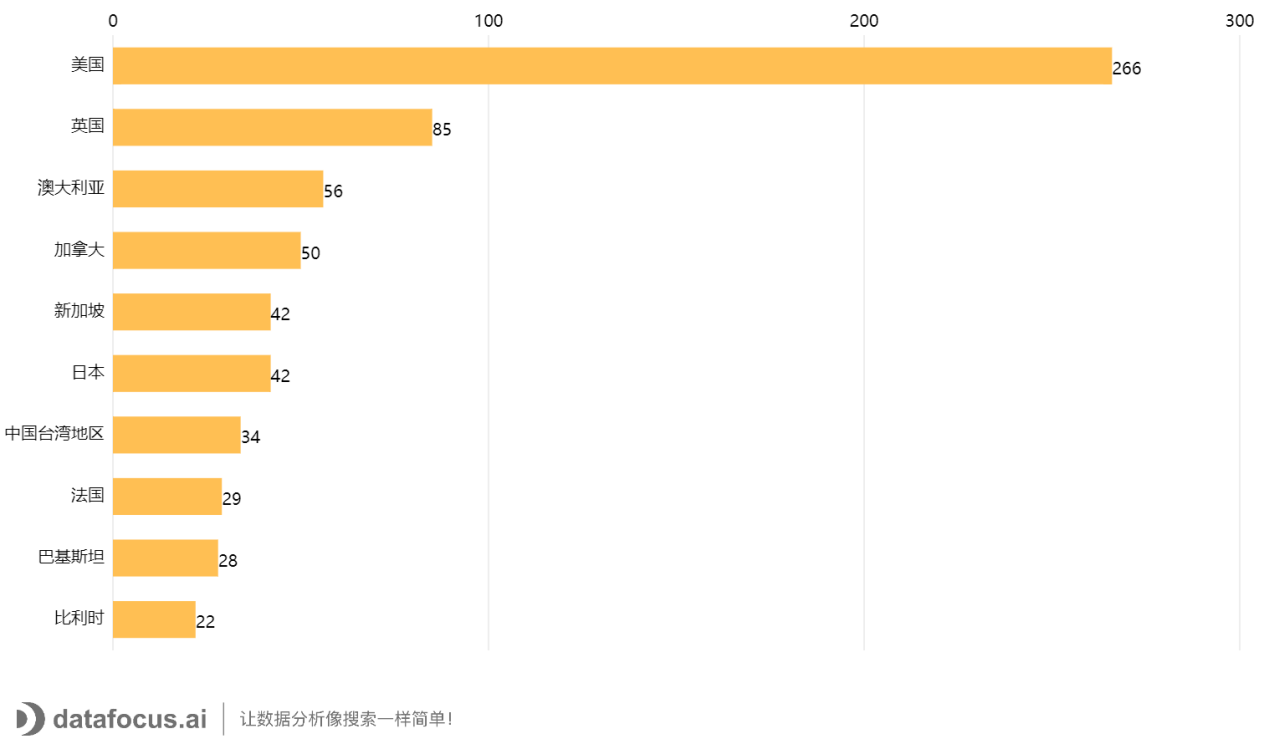 0 100 200 300
美国 266
英国 85
澳大利亚 56
加拿大 50
新加坡 42
日本 42
中国台湾地区 34
法国 29
巴基斯坦 28
比利时 22
datafocus.ai 让数据分析像搜索一样简单!